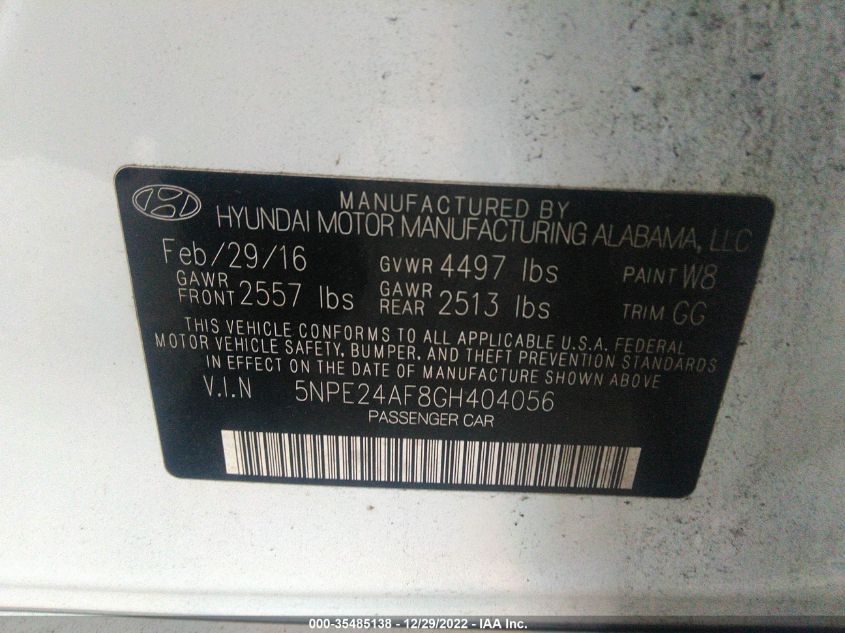 MANUFACTURED BY
HYUNDAI MOTOR MANUFACTURING ALABAMA, LLC
Feb/29/16 GVWR 4497 lbs PAINT W8
GAWR FRONT 2557 lbs GAWR REAR 2513 lbs TRIM GG
THIS VEHICLE CONFORMS TO ALL APPLICABLE U.S.A. FEDERAL
MOTOR VEHICLE SAFETY, BUMPER, AND THEFT PREVENTION STANDARDS
IN EFFECT ON THE DATE OF MANUFACTURE SHOWN ABOVE
V.I.N 5NPE24AF8GH404056
PASSENGER CAR
000-35485138 - 12/29/2022 - IAA Inc.